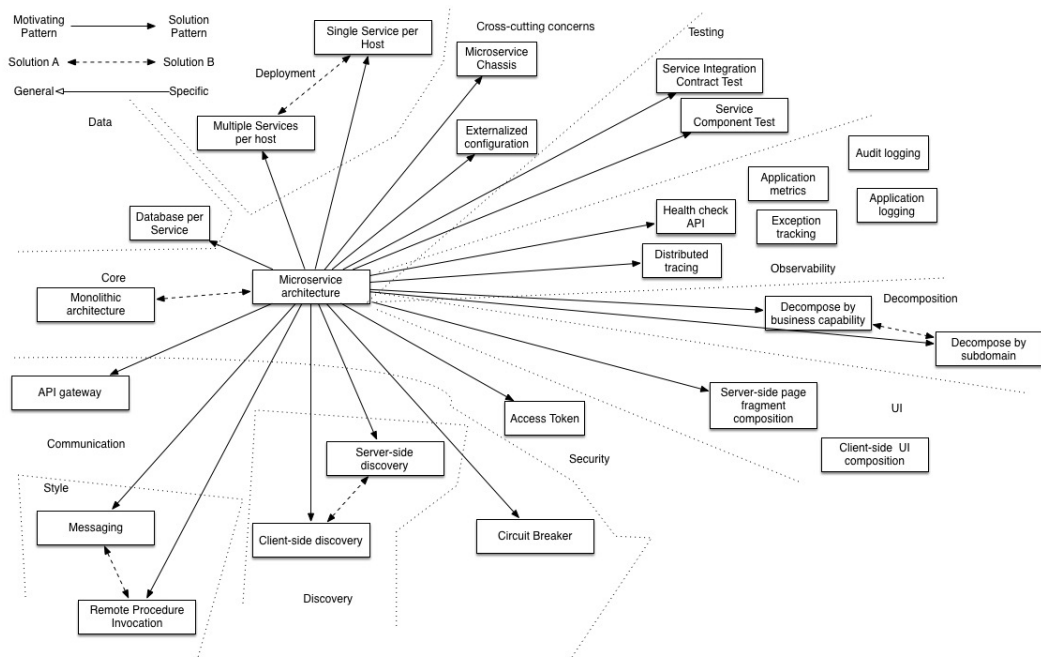 Motivating
Pattern
Solution
Pattern
Solution A
Solution B
General
Specific
Data
Deployment
Single Service per
Host
Multiple Services
per host
Cross-cutting concerns
Microservice
Chassis
Externalized
configuration
Testing
Service Integration
Contract Test
Service
Component Test
Audit logging
Application
metrics
Application
logging
Health check
API
Exception
tracking
Distributed
tracing
Observability
Database per
Service
Core
Monolithic
architecture
Microservice
architecture
Decompose by
business capability
Decomposition
Decompose by
subdomain
API gateway
Server-side page
fragment
composition
UI
Client-side UI
composition
Access Token
Security
Communication
Server-side
discovery
Style
Messaging
Client-side discovery
Circuit Breaker
Discovery
Remote Procedure
Invocation